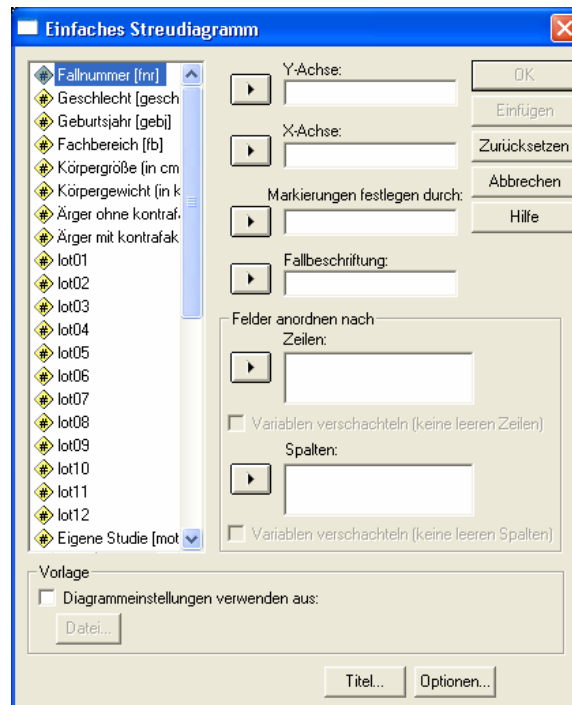 Einfaches Streudiagramm
Fallnummer [fnr]
Geschlecht [gesch
Geburtsjahr [gebj]
Fachbereich [fb]
Körpergröße (in cm
Körpergewicht (in k
Ärger ohne kontrafa
Ärger mit kontrafak
lot01
lot02
lot03
lot04
lot05
lot06
lot07
lot08
lot09
lot10
lot11
lot12
Eigene Studie [mot
Y-Achse:
X-Achse:
Markierungen festlegen durch:
Fallbeschriftung:
Felder anordnen nach
Zeilen:
Variablen verschachteln (keine leeren Zeilen)
Spalten:
Variablen verschachteln (keine leeren Spalten)
OK
Einfügen
Zurücksetzen
Abbrechen
Hilfe
Vorlage
Diagrammeinstellungen verwenden aus:
Datei...
Titel...
Optionen...